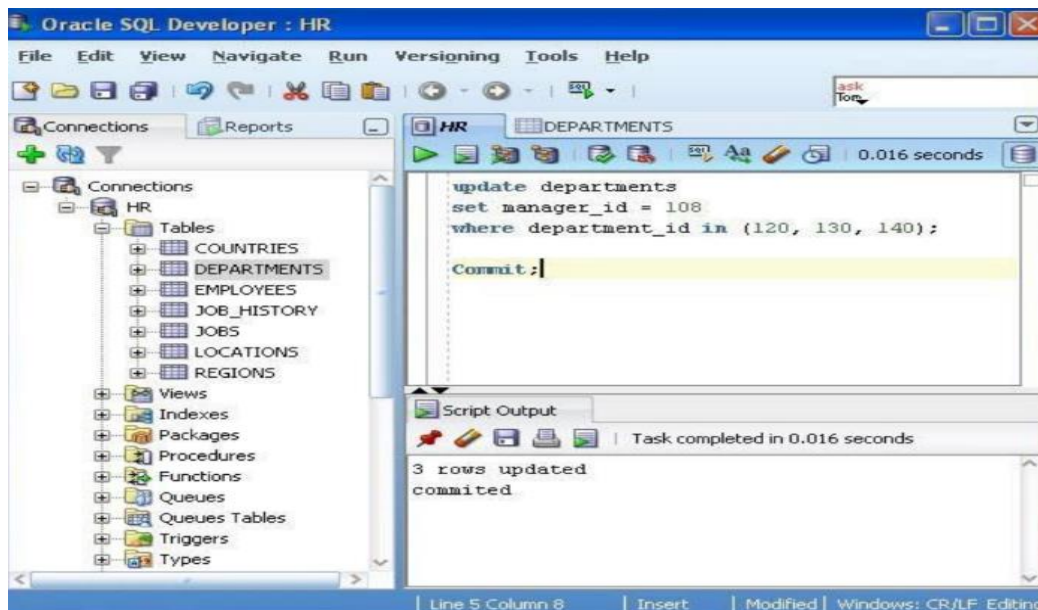 Oracle SQL Developer : HR
File Edit View Navigate Run Versioning Tools Help
ask
Tom
Connections Reports
HR DEPARTMENTS
0.016 seconds
Connections
HR
Tables
COUNTRIES
DEPARTMENTS
EMPLOYEES
JOB_HISTORY
JOBS
LOCATIONS
REGIONS
Views
Indexes
Packages
Procedures
Functions
Queues
Queues Tables
Triggers
Types
update departments
set manager_id = 108
where department_id in (120, 130, 140);
Commit;
Script Output
Task completed in 0.016 seconds
3 rows updated
commited
Line 5 Column 8 Insert Modified Windows: CR/LF Editing